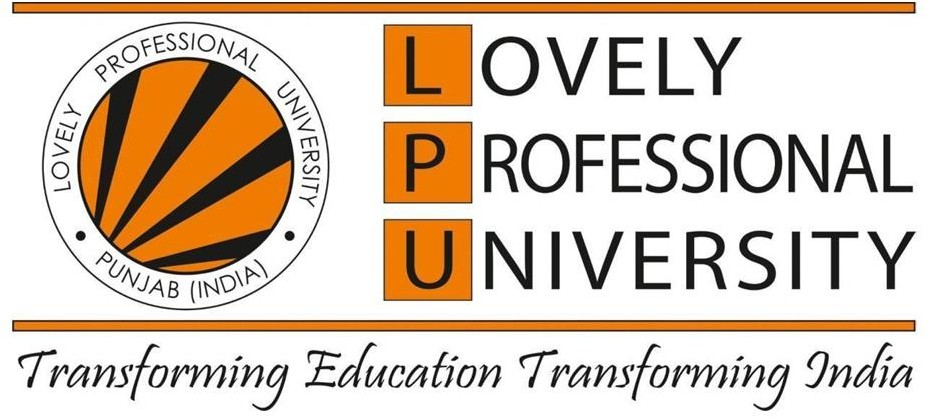 LOVELY PROFESSIONAL UNIVERSITY
• PUNJAB (INDIA) •
LOVELY
PROFESSIONAL
UNIVERSITY
Transforming Education Transforming India